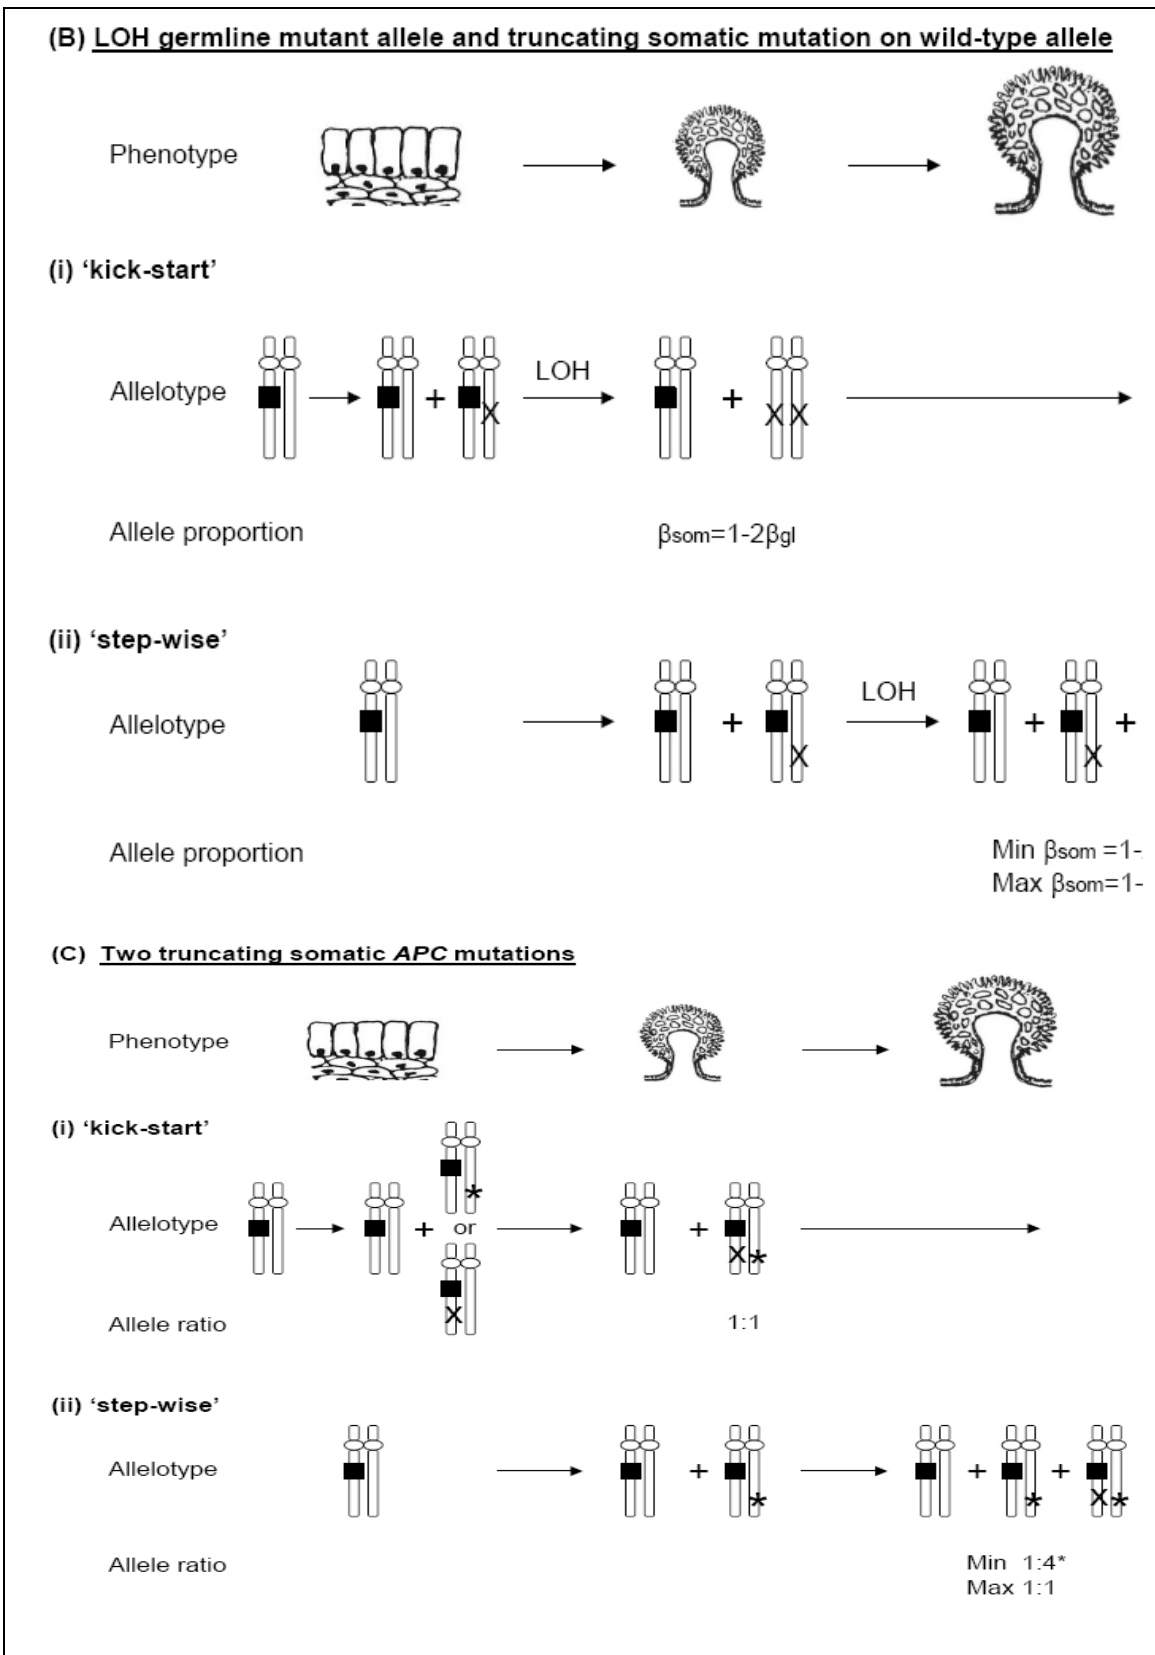 (B) LOH germline mutant allele and truncating somatic mutation on wild-type allele
Phenotype
(i) ‘kick-start’
Allelotype
+
LOH
+
X
X X
Allele proportion
βsom=1-2βgl
(ii) ‘step-wise’
Allelotype
+
LOH
+
+
X
X
Allele proportion
Min βsom =1-
Max βsom=1-
(C) Two truncating somatic APC mutations
Phenotype
(i) ‘kick-start’
*
Allelotype
+
or
+
X *
X
Allele ratio
1:1
(ii) ‘step-wise’
Allelotype
+
+
+
*
*
X *
Allele ratio
Min 1:4*
Max 1:1